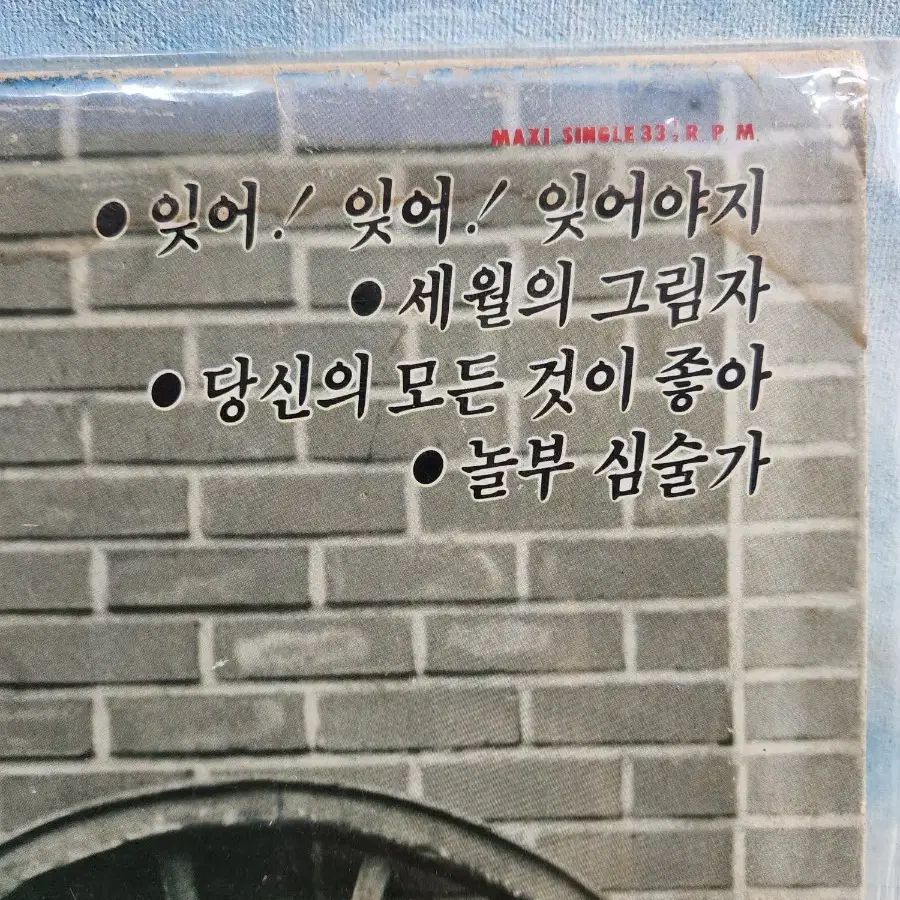 MAXI SINGLE 33⅓ R.P.M.
● 잊어! 잊어! 잊어야지
● 세월의 그림자
● 당신의 모든 것이 좋아
● 놀부 심술가